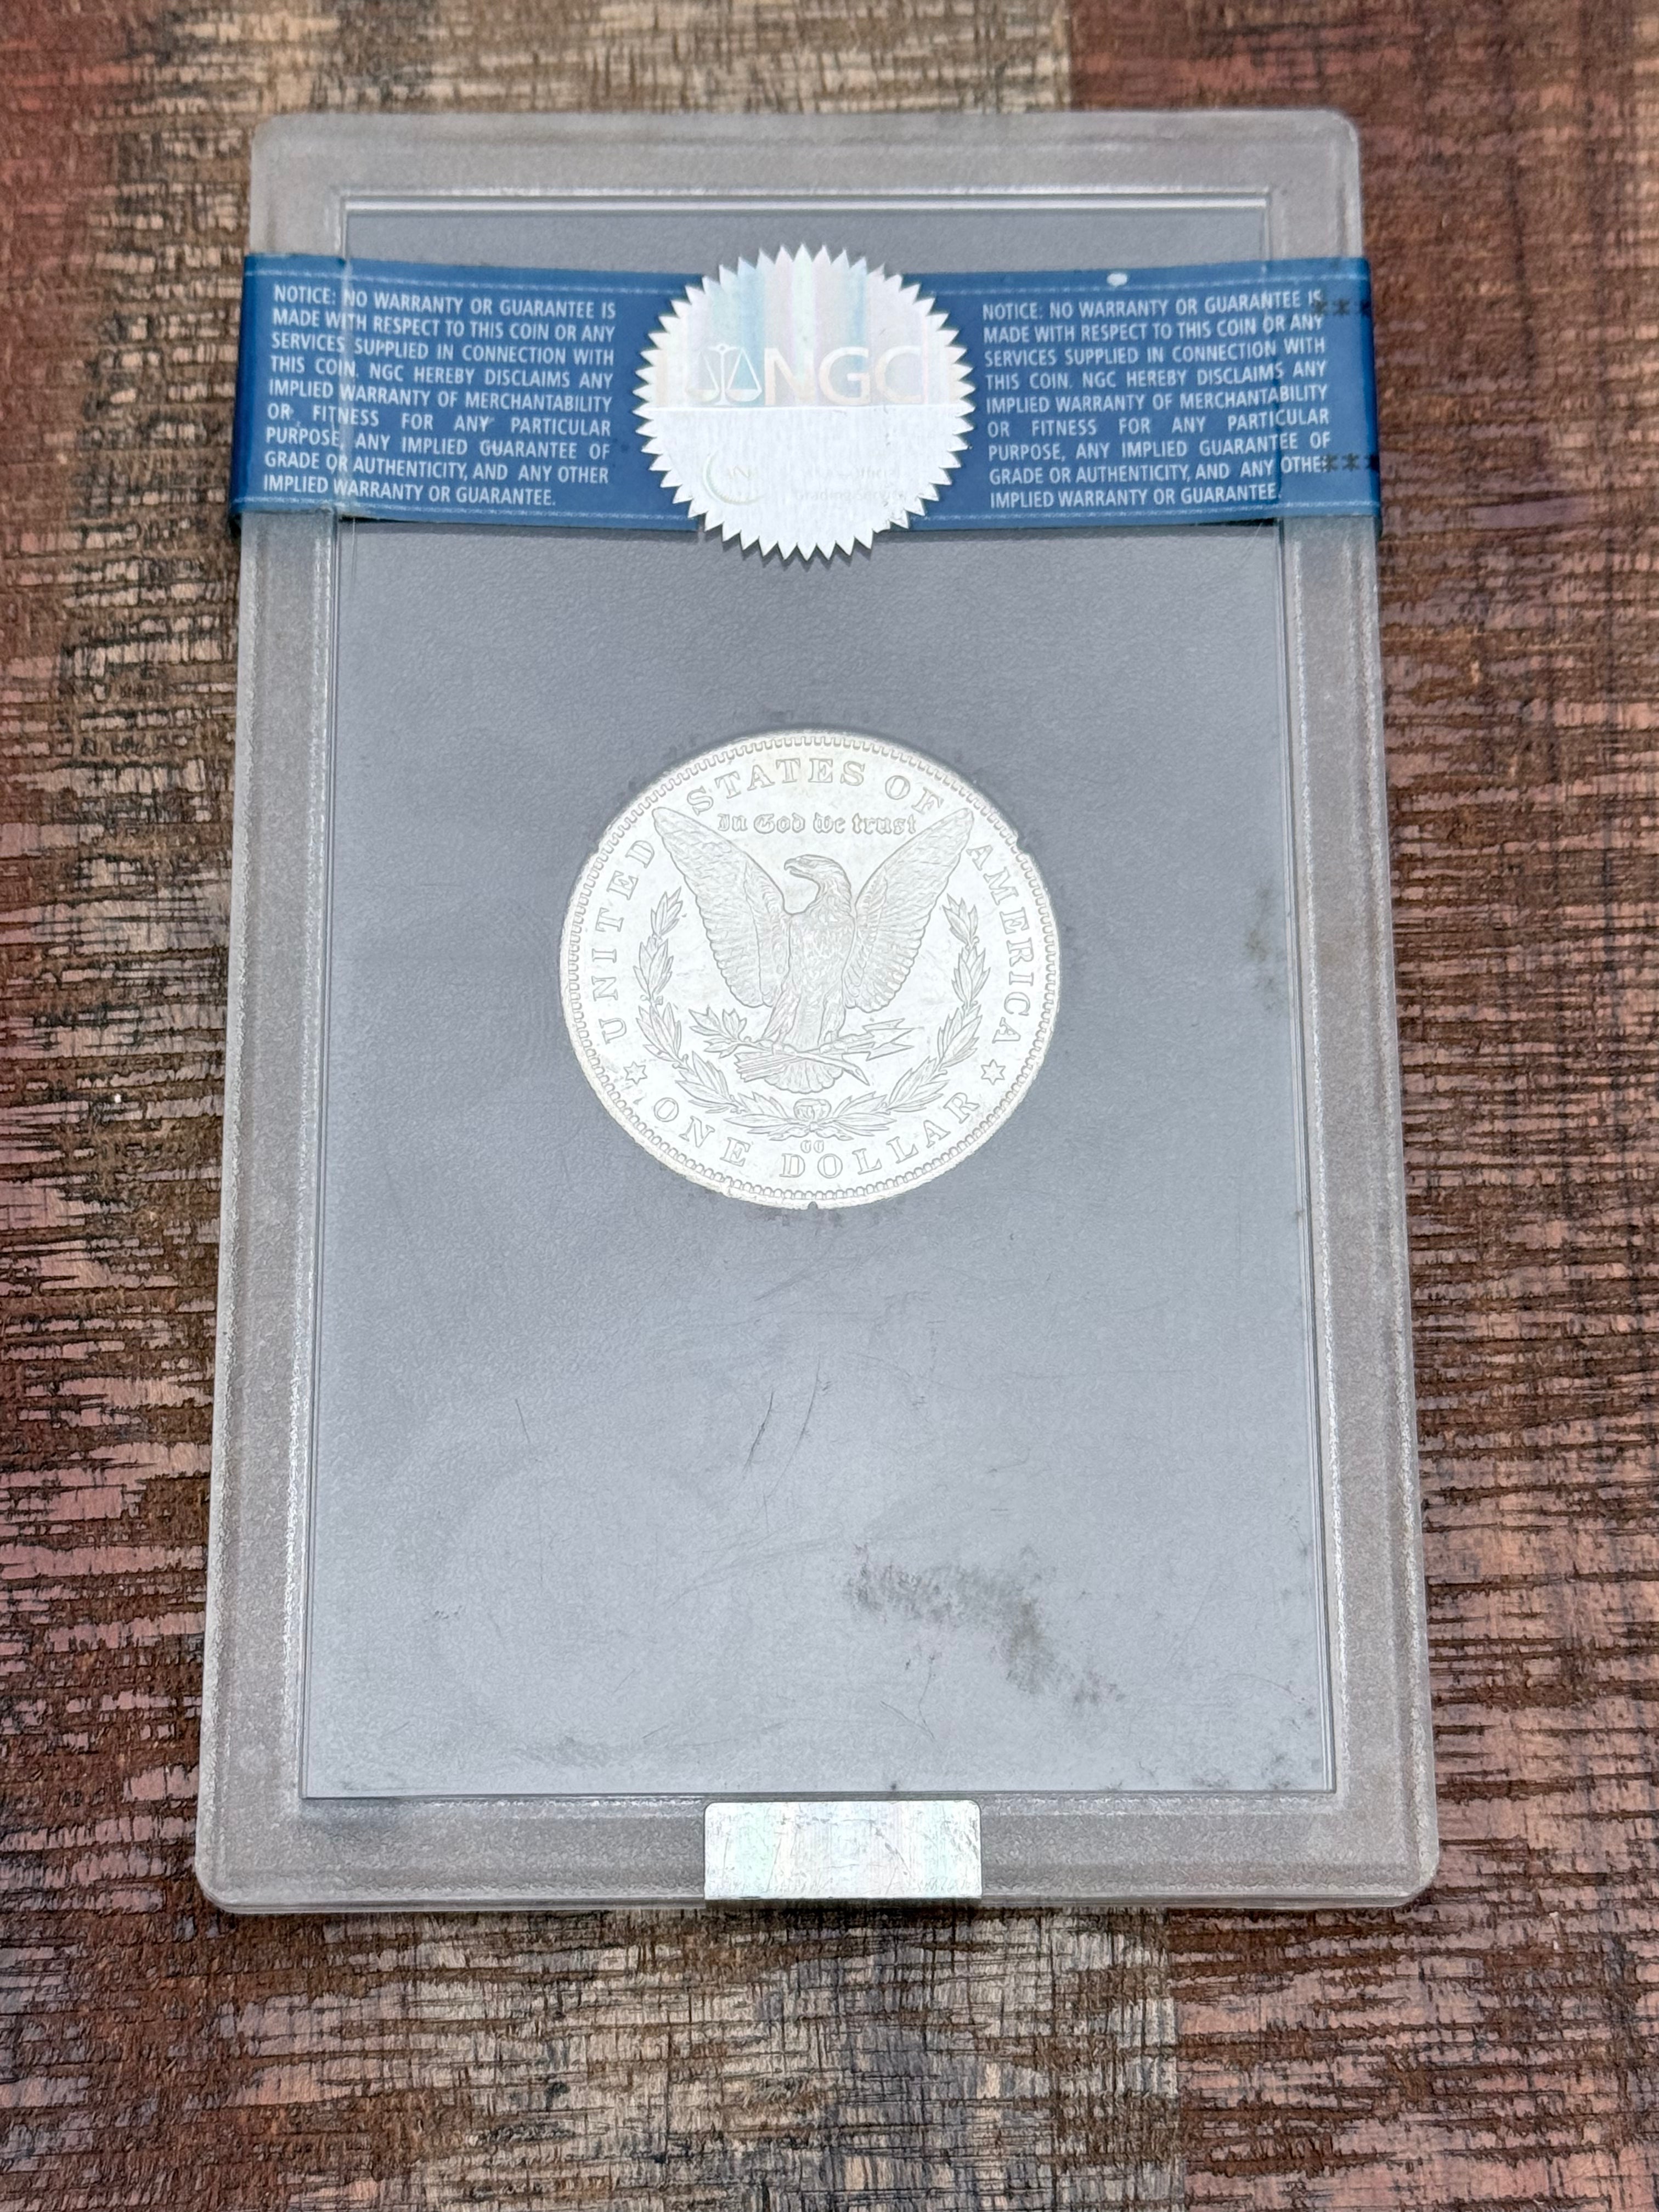 NOTICE: NO WARRANTY OR GUARANTEE IS
MADE WITH RESPECT TO THIS COIN OR ANY
SERVICES SUPPLIED IN CONNECTION WITH
THIS COIN. NGC HEREBY DISCLAIMS ANY
IMPLIED WARRANTY OF MERCHANTABILITY
OR FITNESS FOR ANY PARTICULAR
PURPOSE, ANY IMPLIED GUARANTEE OF
GRADE OR AUTHENTICITY, AND ANY OTHER
IMPLIED WARRANTY OR GUARANTEE.
NGC
NOTICE: NO WARRANTY OR GUARANTEE IS
MADE WITH RESPECT TO THIS COIN OR ANY
SERVICES SUPPLIED IN CONNECTION WITH
THIS COIN. NGC HEREBY DISCLAIMS ANY
IMPLIED WARRANTY OF MERCHANTABILITY
OR FITNESS FOR ANY PARTICULAR
PURPOSE, ANY IMPLIED GUARANTEE OF
GRADE OR AUTHENTICITY, AND ANY OTHE
IMPLIED WARRANTY OR GUARANTEE.
***
***
UNITED STATES OF AMERICA
In God we trust
CC
ONE DOLLAR